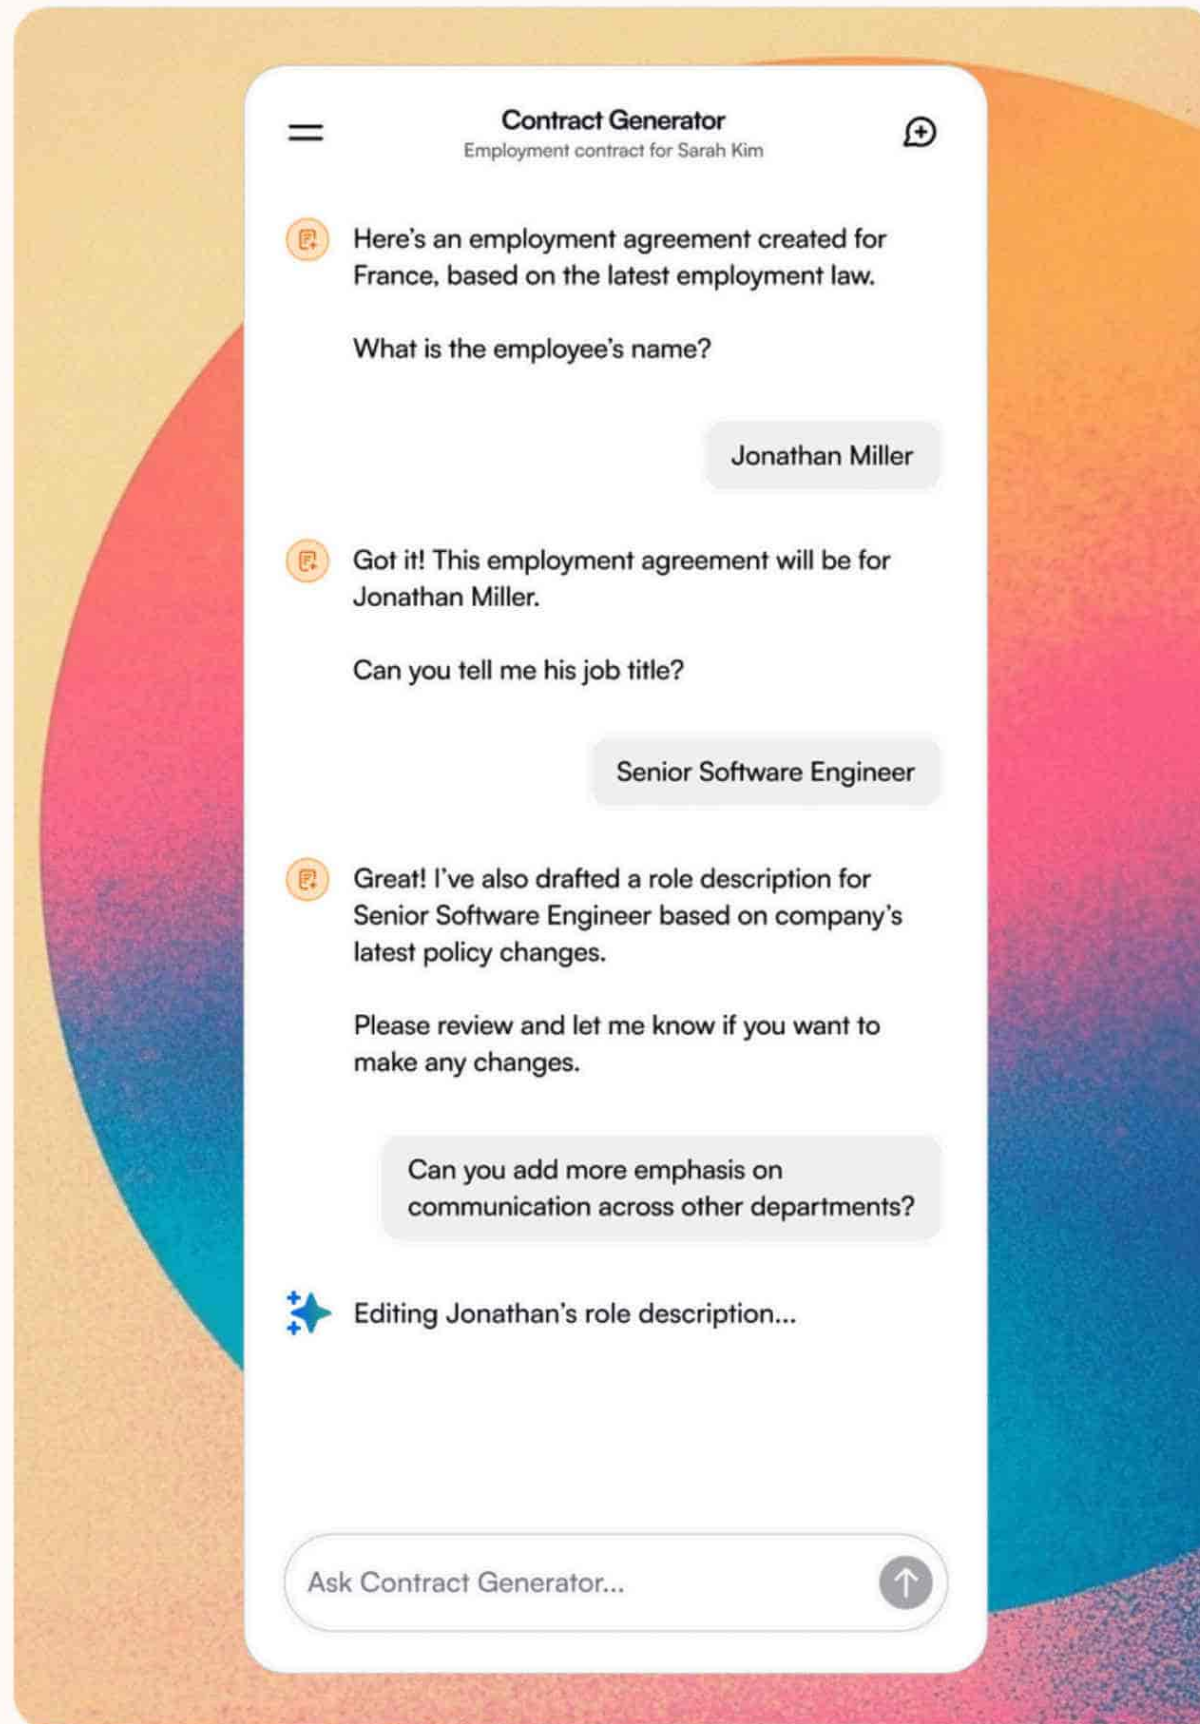 Contract Generator
Employment contract for Sarah Kim
Here’s an employment agreement created for
France, based on the latest employment law.
What is the employee’s name?
Jonathan Miller
Got it! This employment agreement will be for
Jonathan Miller.
Can you tell me his job title?
Senior Software Engineer
Great! I’ve also drafted a role description for
Senior Software Engineer based on company’s
latest policy changes.
Please review and let me know if you want to
make any changes.
Can you add more emphasis on
communication across other departments?
Editing Jonathan’s role description...
Ask Contract Generator...